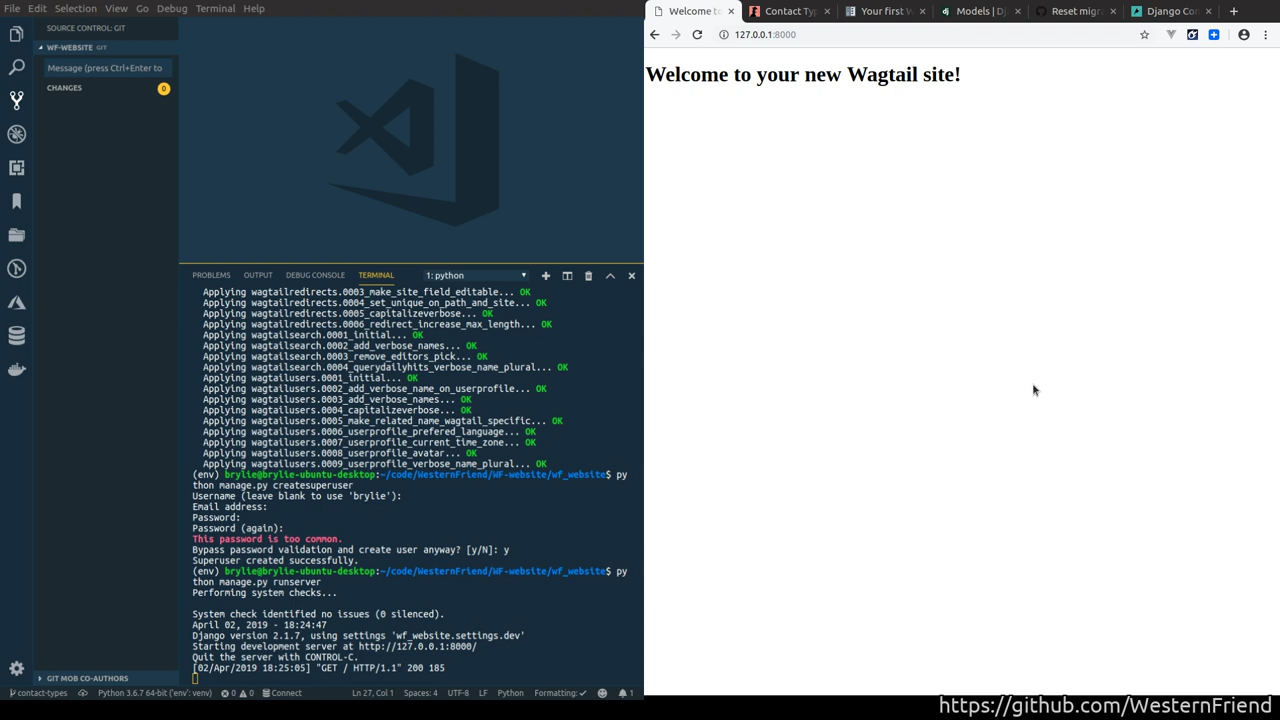 File Edit Selection View Go Debug Terminal Help
SOURCE CONTROL: GIT
WF-WEBSITE GIT
Message (press Ctrl+Enter to
CHANGES 0
PROBLEMS OUTPUT DEBUG CONSOLE TERMINAL 1: python
Applying wagtailredirects.0003_make_site_field_editable... OK
Applying wagtailredirects.0004_set_unique_on_path_and_site... OK
Applying wagtailredirects.0005_capitalizeverbose... OK
Applying wagtailredirects.0006_redirect_increase_max_length... OK
Applying wagtailsearch.0001_initial... OK
Applying wagtailsearch.0002_add_verbose_names... OK
Applying wagtailsearch.0003_remove_editors_pick... OK
Applying wagtailsearch.0004_querydailyhits_verbose_name_plural... OK
Applying wagtailusers.0001_initial... OK
Applying wagtailusers.0002_add_verbose_name_on_userprofile... OK
Applying wagtailusers.0003_add_verbose_names... OK
Applying wagtailusers.0004_capitalizeverbose... OK
Applying wagtailusers.0005_make_related_name_wagtail_specific... OK
Applying wagtailusers.0006_userprofile_prefered_language... OK
Applying wagtailusers.0007_userprofile_current_time_zone... OK
Applying wagtailusers.0008_userprofile_avatar... OK
Applying wagtailusers.0009_userprofile_verbose_name_plural... OK
(env) brylie@brylie-ubuntu-desktop:~/code/WesternFriend/WF-website/wf_website$ py
thon manage.py createsuperuser
Username (leave blank to use 'brylie'):
Email address:
Password:
Password (again):
This password is too common.
Bypass password validation and create user anyway? [y/N]: y
Superuser created successfully.
(env) brylie@brylie-ubuntu-desktop:~/code/WesternFriend/WF-website/wf_website$ py
thon manage.py runserver
Performing system checks...
System check identified no issues (0 silenced).
April 02, 2019 - 18:24:47
Django version 2.1.7, using settings 'wf_website.settings.dev'
Starting development server at http://127.0.0.1:8000/
Quit the server with CONTROL-C.
[02/Apr/2019 18:25:05] "GET / HTTP/1.1" 200 185
GIT MOB CO-AUTHORS
contact-types Python 3.6.7 64-bit ('env': venv) 0 0 Connect Ln 27, Col 1 Spaces: 4 UTF-8 LF Python Formatting: ✓ 1
Welcome to Contact Typ Your first W Models | Dj Reset migra Django Con
127.0.0.1:8000
Welcome to your new Wagtail site!
https://github.com/WesternFriend